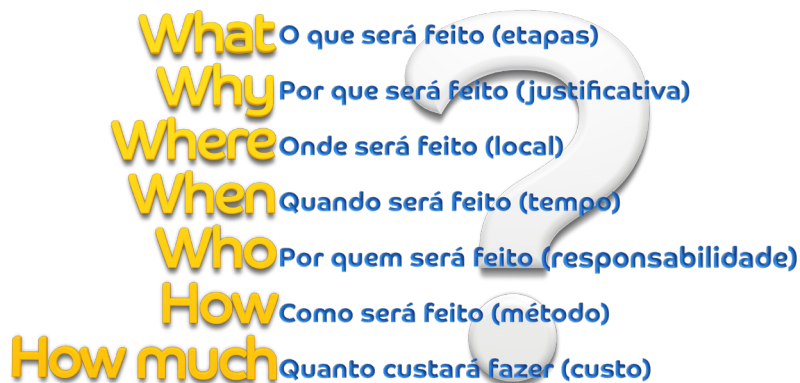 What O que será feito (etapas)
Why Por que será feito (justificativa)
Where Onde será feito (local)
When Quando será feito (tempo)
Who Por quem será feito (responsabilidade)
How Como será feito (método)
How much Quanto custará fazer (custo)